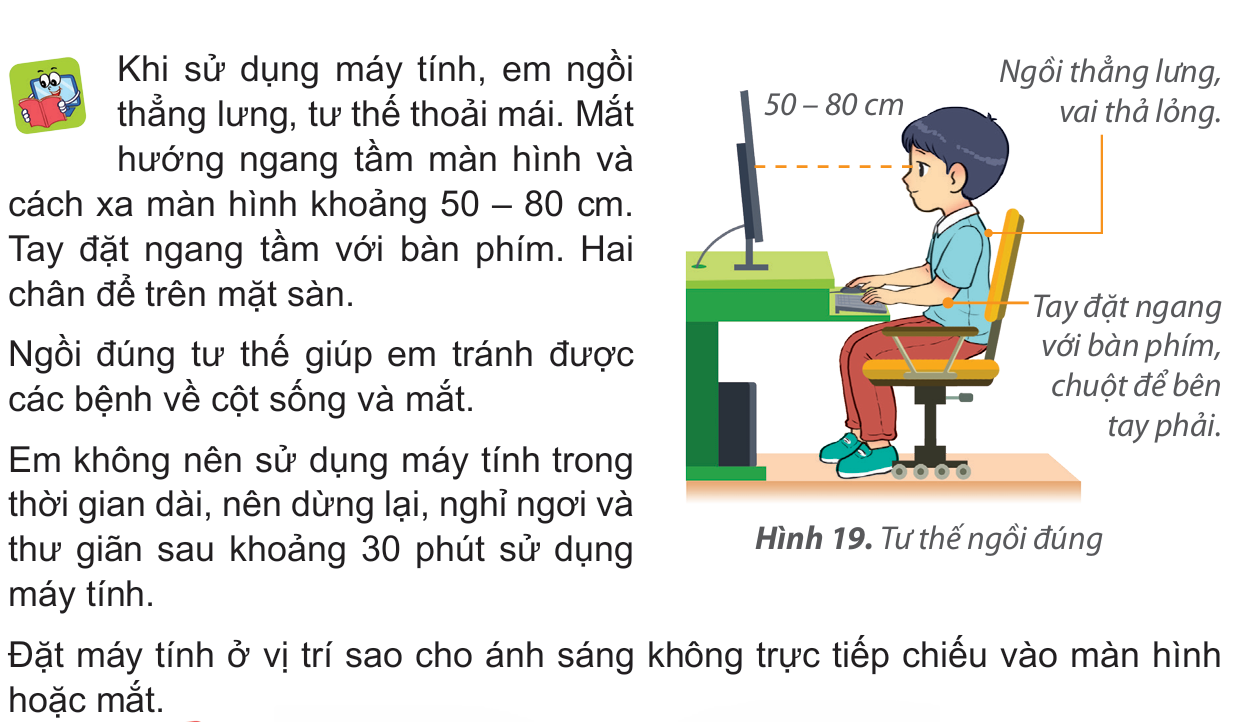 Khi sử dụng máy tính, em ngồi
thẳng lưng, tư thế thoải mái. Mắt
hướng ngang tầm màn hình và
cách xa màn hình khoảng 50 – 80 cm.
Tay đặt ngang tầm với bàn phím. Hai
chân để trên mặt sàn.
Ngồi đúng tư thế giúp em tránh được
các bệnh về cột sống và mắt.
Em không nên sử dụng máy tính trong
thời gian dài, nên dừng lại, nghỉ ngơi và
thư giãn sau khoảng 30 phút sử dụng
máy tính.
50 – 80 cm
Ngồi thẳng lưng,
vai thả lỏng.
Tay đặt ngang
với bàn phím,
chuột để bên
tay phải.
Hình 19. Tư thế ngồi đúng
Đặt máy tính ở vị trí sao cho ánh sáng không trực tiếp chiếu vào màn hình
hoặc mắt.